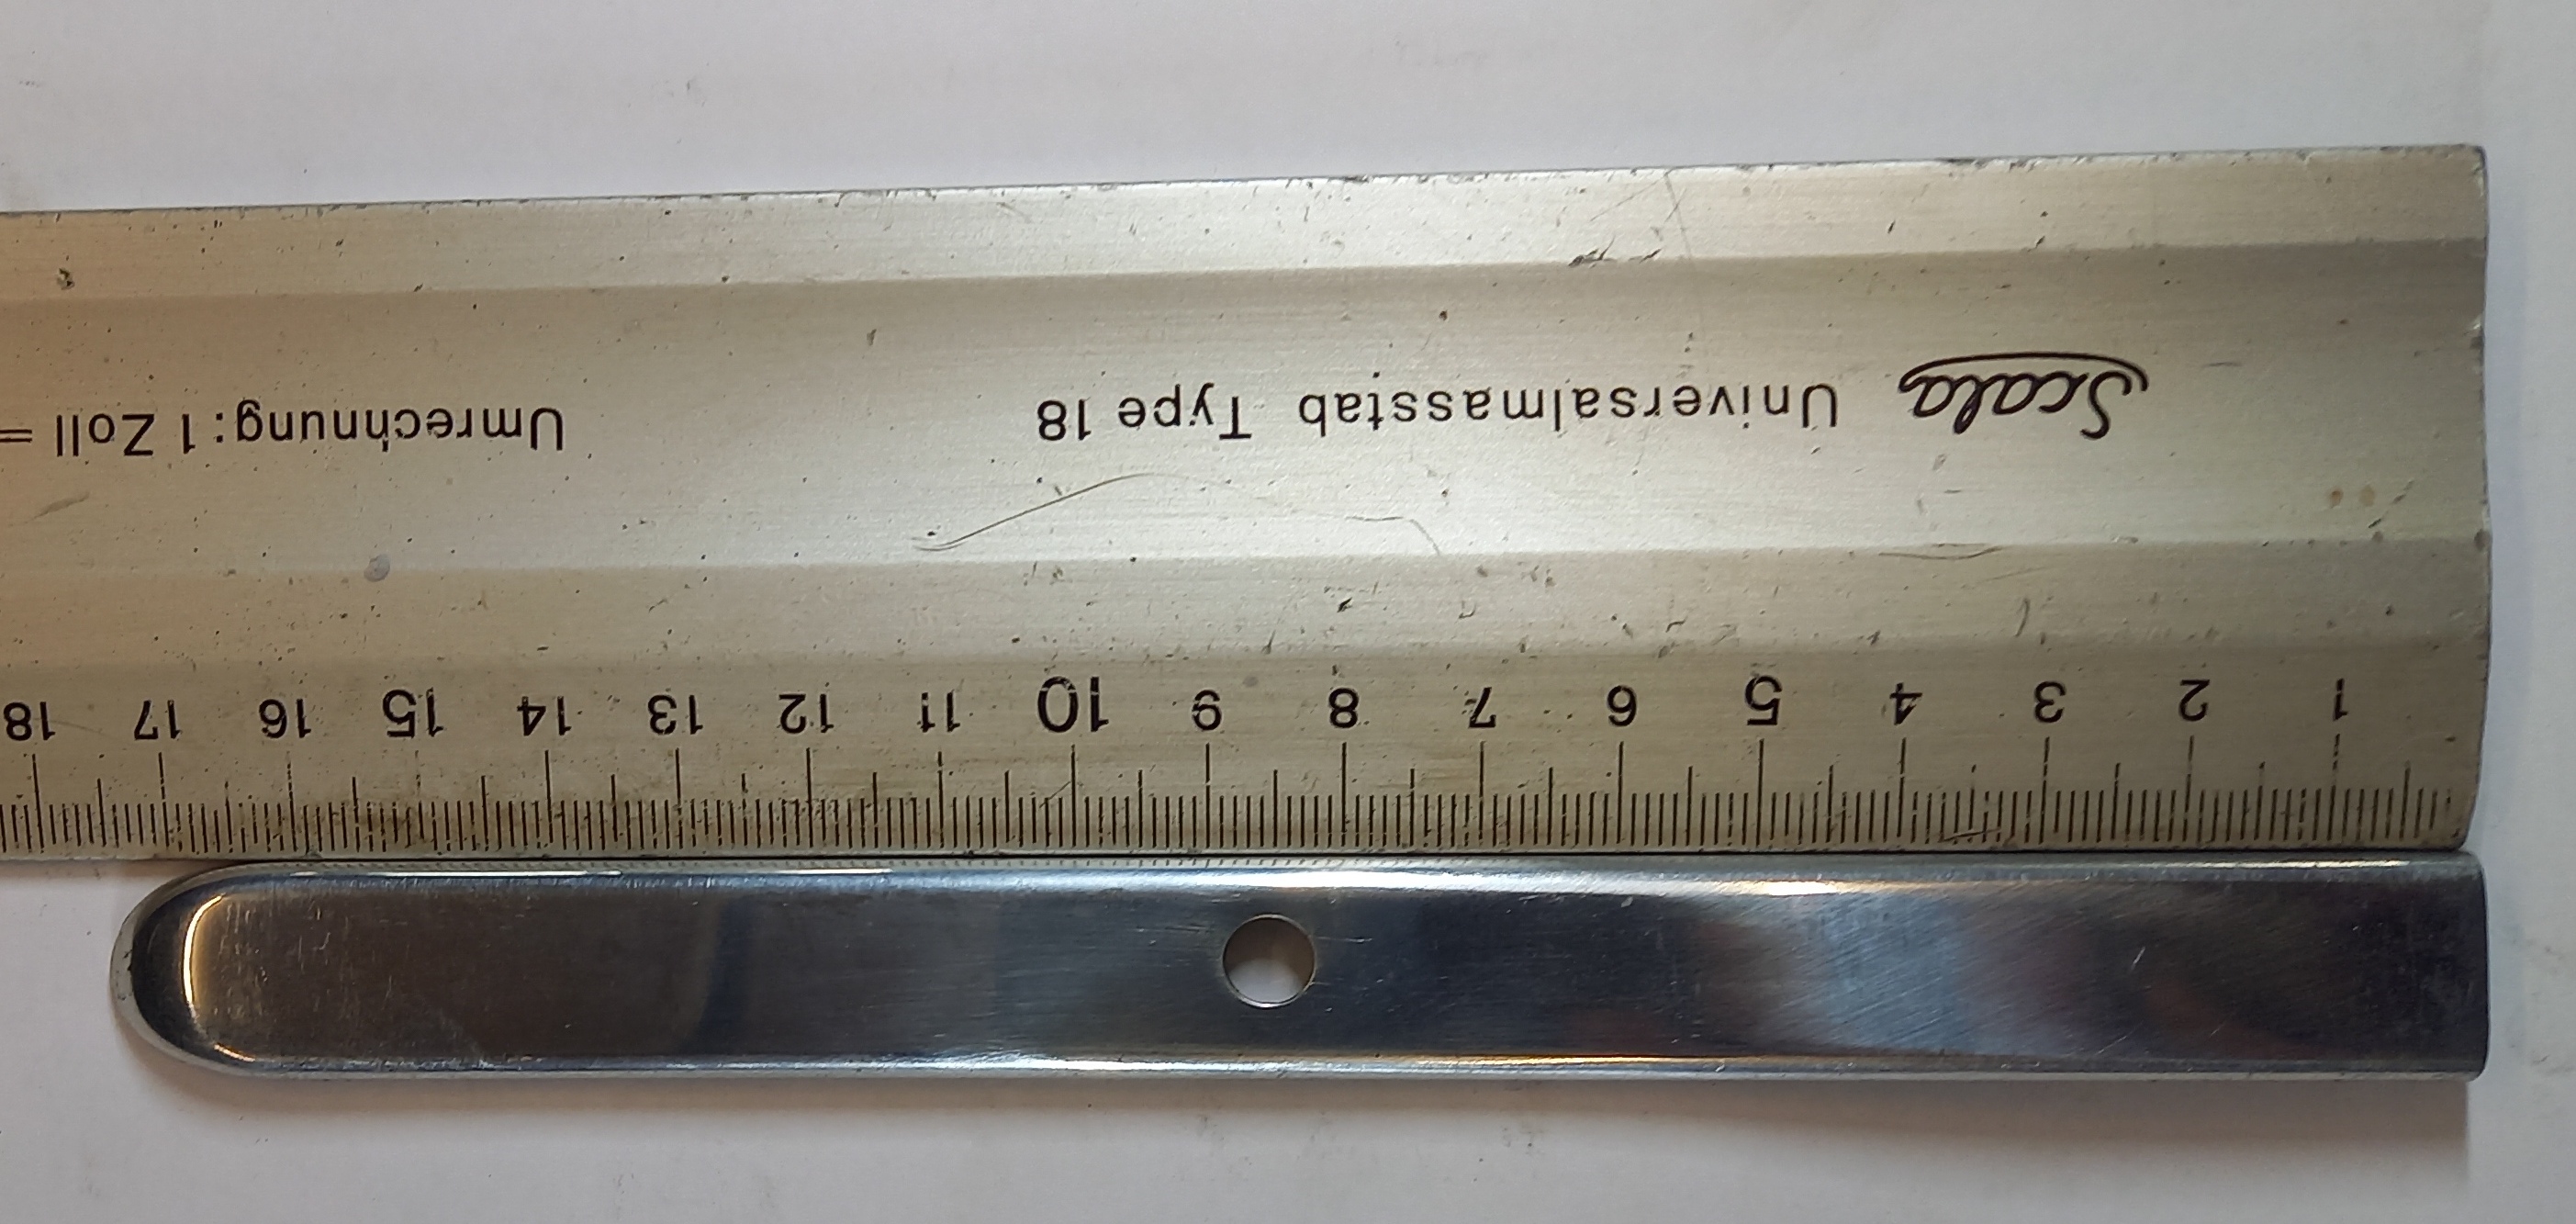 Scala Universalmasstab Type 18 Umrechnung: 1 Zoll =
1 2 3 4 5 6 7 8 9 10 11 12 13 14 15 16 17 18